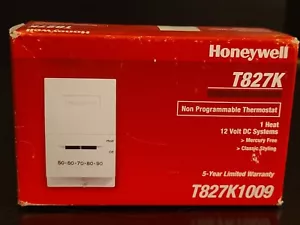 Honeywell
T827K
Non Programmable Thermostat
1 Heat
12 Volt DC Systems
> Mercury Free
> Classic Styling
50-60-70-80-90
5-Year Limited Warranty
T827K1009